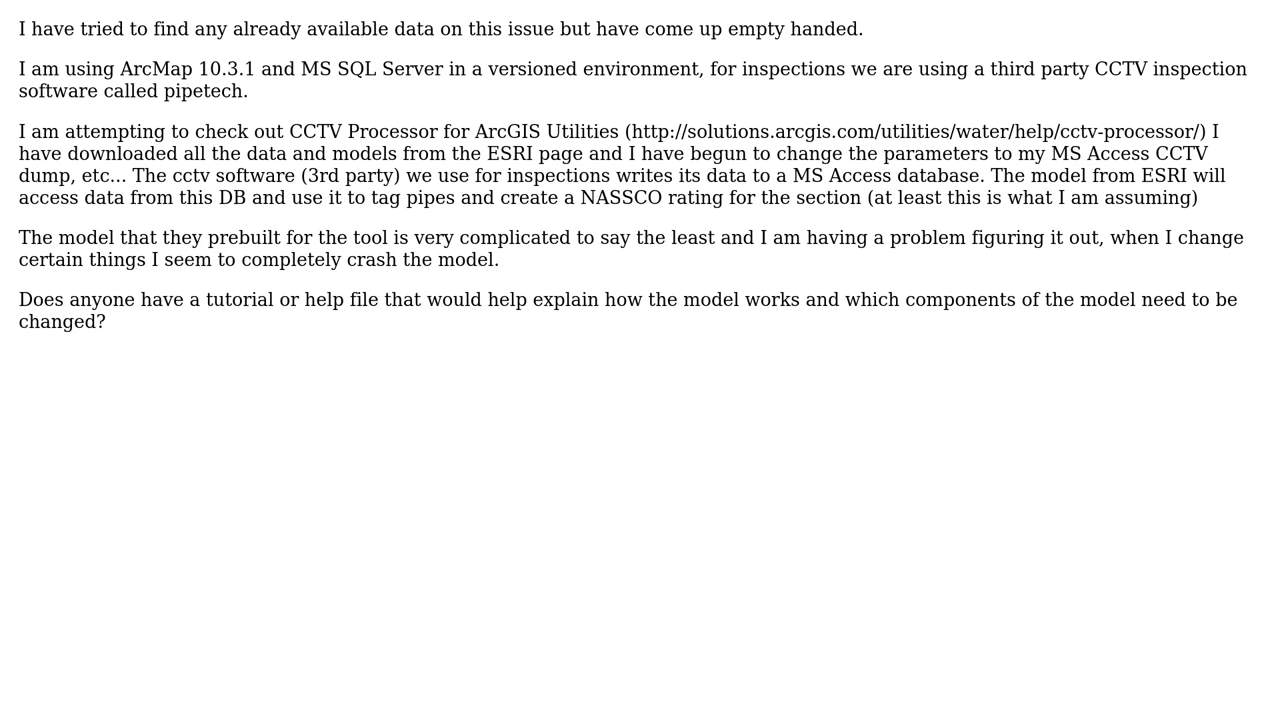 I have tried to find any already available data on this issue but have come up empty handed.
I am using ArcMap 10.3.1 and MS SQL Server in a versioned environment, for inspections we are using a third party CCTV inspection
software called pipetech.
I am attempting to check out CCTV Processor for ArcGIS Utilities (http://solutions.arcgis.com/utilities/water/help/cctv-processor/) I
have downloaded all the data and models from the ESRI page and I have begun to change the parameters to my MS Access CCTV
dump, etc... The cctv software (3rd party) we use for inspections writes its data to a MS Access database. The model from ESRI will
access data from this DB and use it to tag pipes and create a NASSCO rating for the section (at least this is what I am assuming)
The model that they prebuilt for the tool is very complicated to say the least and I am having a problem figuring it out, when I change
certain things I seem to completely crash the model.
Does anyone have a tutorial or help file that would help explain how the model works and which components of the model need to be
changed?